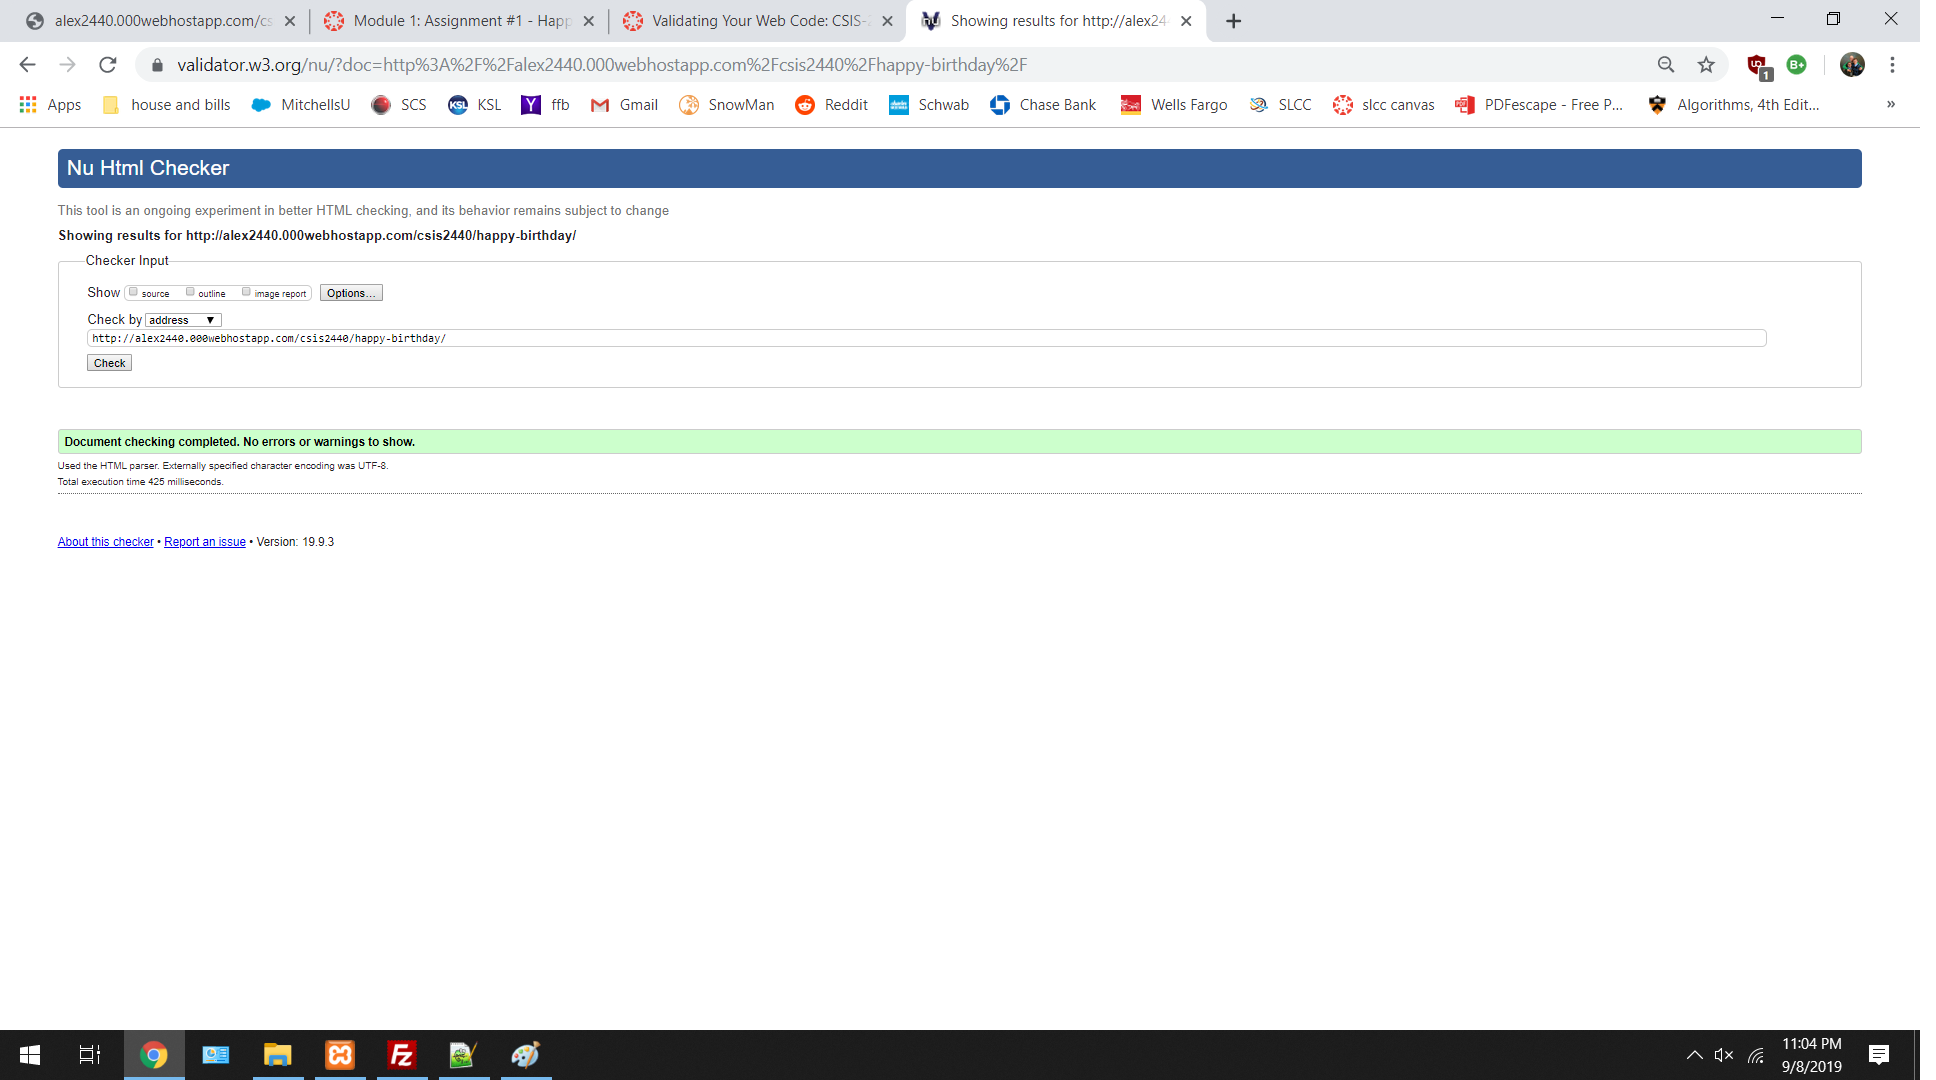 alex2440.000webhostapp.com/cs
Module 1: Assignment #1 - Happ
Validating Your Web Code: CSIS-2
Showing results for http://alex24
validator.w3.org/nu/?doc=http%3A%2F%2Falex2440.000webhostapp.com%2Fcsis2440%2Fhappy-birthday%2F
1
B+
Apps
house and bills
MitchellsU
SCS
KSL
ffb
Gmail
SnowMan
Reddit
Schwab
Chase Bank
Wells Fargo
SLCC
slcc canvas
PDFescape - Free P...
Algorithms, 4th Edit...
»
Nu Html Checker
This tool is an ongoing experiment in better HTML checking, and its behavior remains subject to change
Showing results for http://alex2440.000webhostapp.com/csis2440/happy-birthday/
Checker Input
Show source outline image report Options...
Check by address
http://alex2440.000webhostapp.com/csis2440/happy-birthday/
Check
Document checking completed. No errors or warnings to show.
Used the HTML parser. Externally specified character encoding was UTF-8.
Total execution time 425 milliseconds.
About this checker • Report an issue • Version: 19.9.3
11:04 PM
9/8/2019